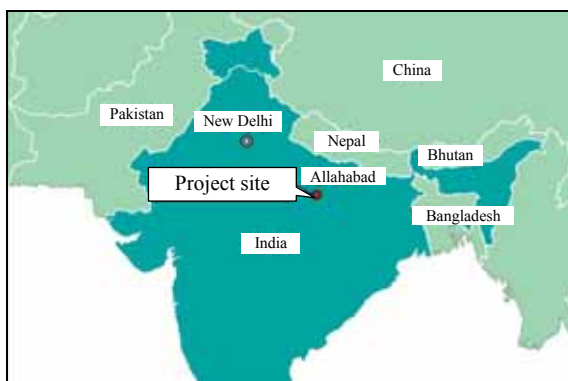 China
Pakistan
New Delhi
Nepal
Bhutan
Allahabad
Project site
Bangladesh
India